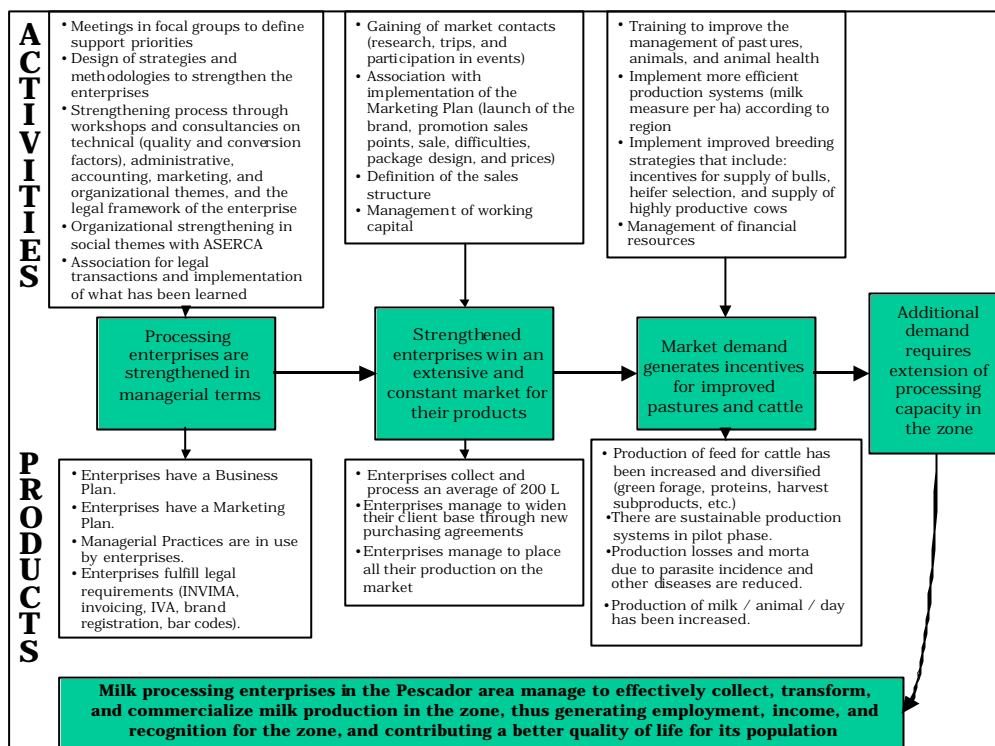 ACTIVITIES
• Meetings in focal groups to define
support priorities
• Design of strategies and
methodologies to strengthen the
enterprises
• Strengthening process through
workshops and consultancies on
technical (quality and conversion
factors), administrative,
accounting, marketing, and
organizational themes, and the
legal framework of the enterprise
• Organizational strengthening in
social themes with ASERCA
• Association for legal
transactions and implementation
of what has been learned
• Gaining of market contacts
(research, trips, and
participation in events)
• Association with
implementation of the
Marketing Plan (launch of the
brand, promotion sales
points, sale, difficulties,
package design, and prices)
• Definition of the sales
structure
• Management of working
capital
• Training to improve the
management of pastures,
animals, and animal health
• Implement more efficient
production systems (milk
measure per ha) according to
region
• Implement improved breeding
strategies that include:
incentives for supply of bulls,
heifer selection, and supply of
highly productive cows
• Management of financial
resources
Processing
enterprises are
strengthened in
managerial terms
Strengthened
enterprises win an
extensive and
constant market for
their products
Market demand
generates incentives
for improved
pastures and cattle
Additional
demand
requires
extension of
processing
capacity in
the zone
PRODUCTS
• Enterprises have a Business
Plan.
• Enterprises have a Marketing
Plan.
• Managerial Practices are in use
by enterprises.
• Enterprises fulfill legal
requirements (INVIMA,
invoicing, IVA, brand
registration, bar codes).
• Enterprises collect and
process an average of 200 L
• Enterprises manage to widen
their client base through new
purchasing agreements
• Enterprises manage to place
all their production on the
market
• Production of feed for cattle has
been increased and diversified
(green forage, proteins, harvest
subproducts, etc.)
• There are sustainable production
systems in pilot phase.
• Production losses and morta
due to parasite incidence and
other diseases are reduced.
• Production of milk / animal / day
has been increased.
Milk processing enterprises in the Pescador area manage to effectively collect, transform,
and commercialize milk production in the zone, thus generating employment, income, and
recognition for the zone, and contributing a better quality of life for its population